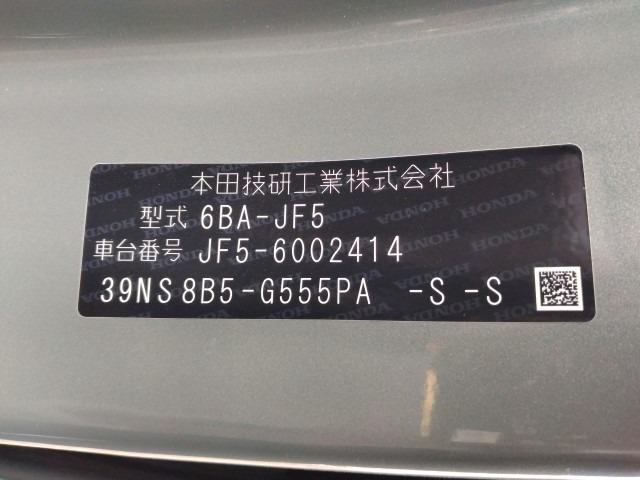 本田技研工業株式会社
型式 6BA-JF5
車台番号 JF5-6002414
39NS 8B5-G555PA -S -S